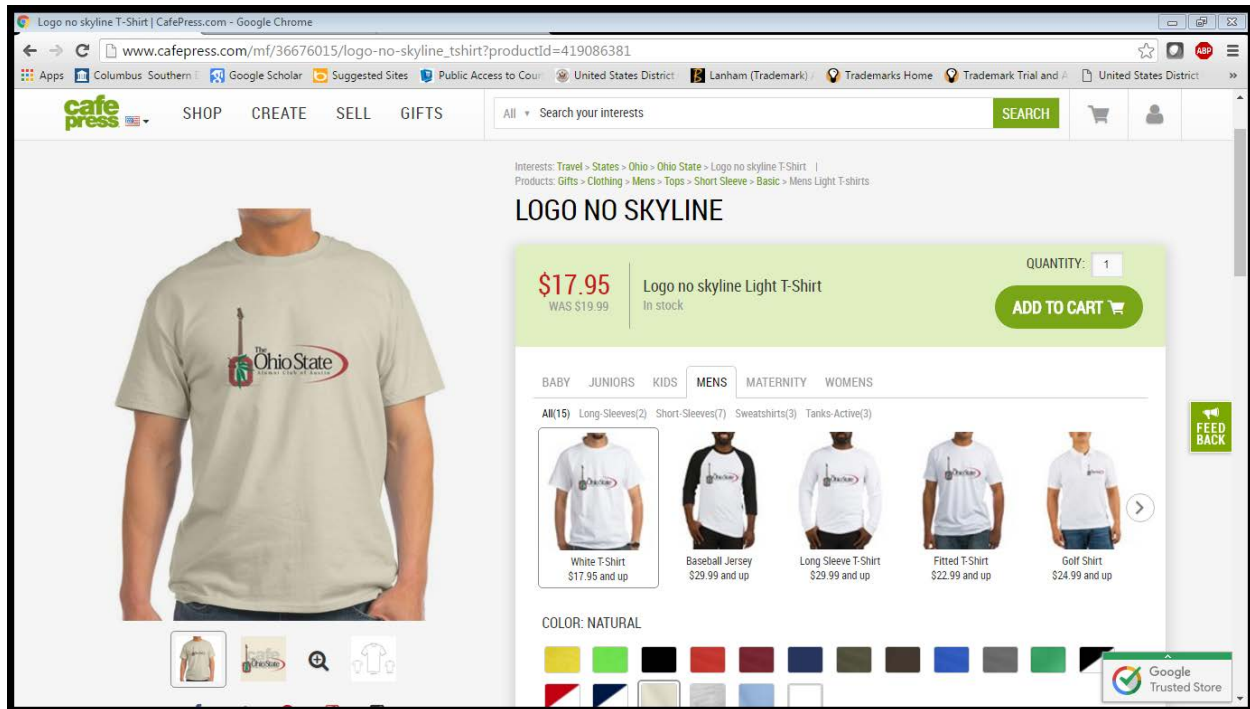 Logo no skyline T-Shirt | CafePress.com - Google Chrome
www.cafepress.com/mf/36676015/logo-no-skyline_tshirt?productId=419086381
ABP
Apps Columbus Southern Google Scholar Suggested Sites Public Access to Cour United States District Lanham (Trademark) Trademarks Home Trademark Trial and A United States District »
cafe press SHOP CREATE SELL GIFTS All Search your interests SEARCH
Interests: Travel > States > Ohio > Ohio State > Logo no skyline T-Shirt |
Products: Gifts > Clothing > Mens > Tops > Short Sleeve > Basic > Mens Light T-shirts
LOGO NO SKYLINE
QUANTITY: 1
$17.95 Logo no skyline Light T-Shirt
WAS $19.99 In stock
ADD TO CART
The
Ohio State
Alumni Club of Austin
BABY JUNIORS KIDS MENS MATERNITY WOMENS
All(15) Long-Sleeves(2) Short-Sleeves(7) Sweatshirts(3) Tanks-Active(3)
FEED
BACK
White T-Shirt Baseball Jersey Long Sleeve T-Shirt Fitted T-Shirt Golf Shirt
$17.95 and up $29.99 and up $29.99 and up $22.99 and up $24.99 and up
COLOR: NATURAL
Google
Trusted Store